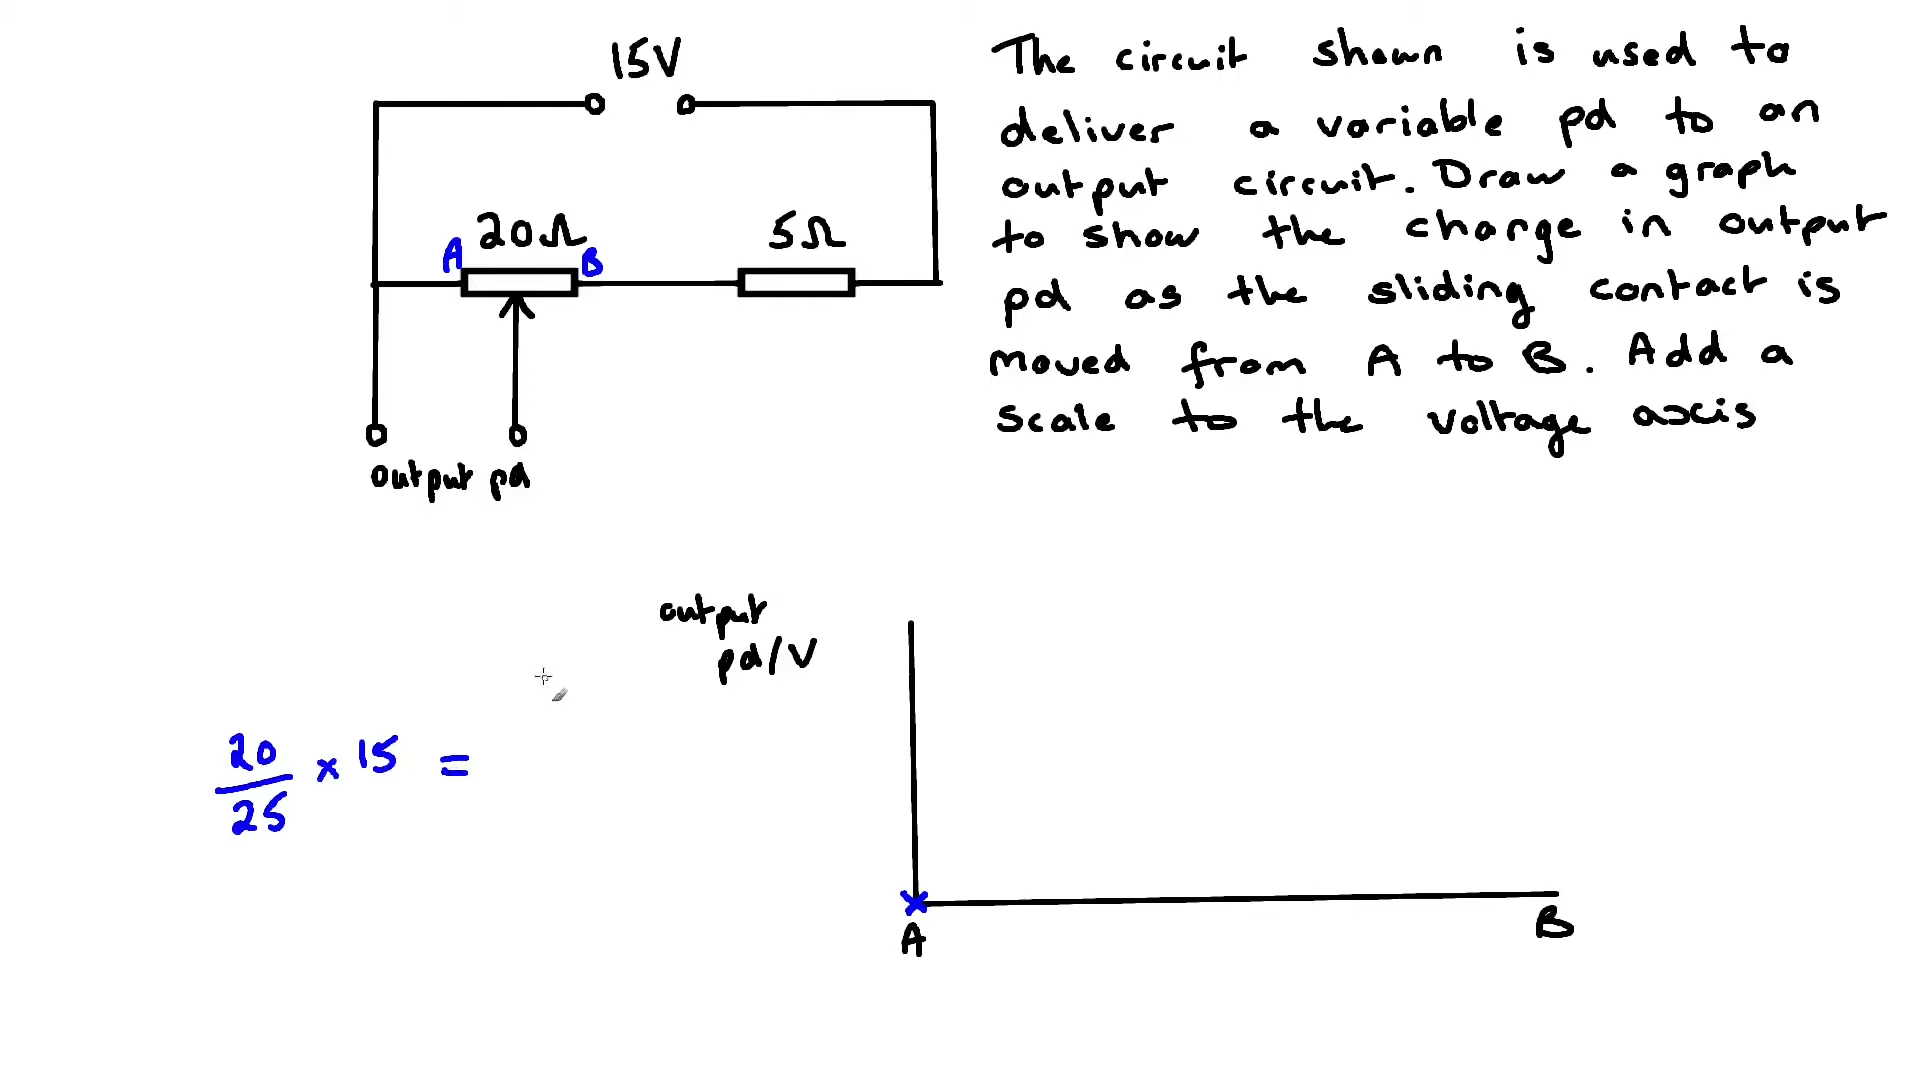 15V
20Ω
5Ω
A
B
output pd
The circuit shown is used to
deliver a variable pd to an
output circuit. Draw a graph
to show the change in output
pd as the sliding contact is
moved from A to B. Add a
scale to the voltage axis
output
pd/V
20
25
× 15 =
A
B